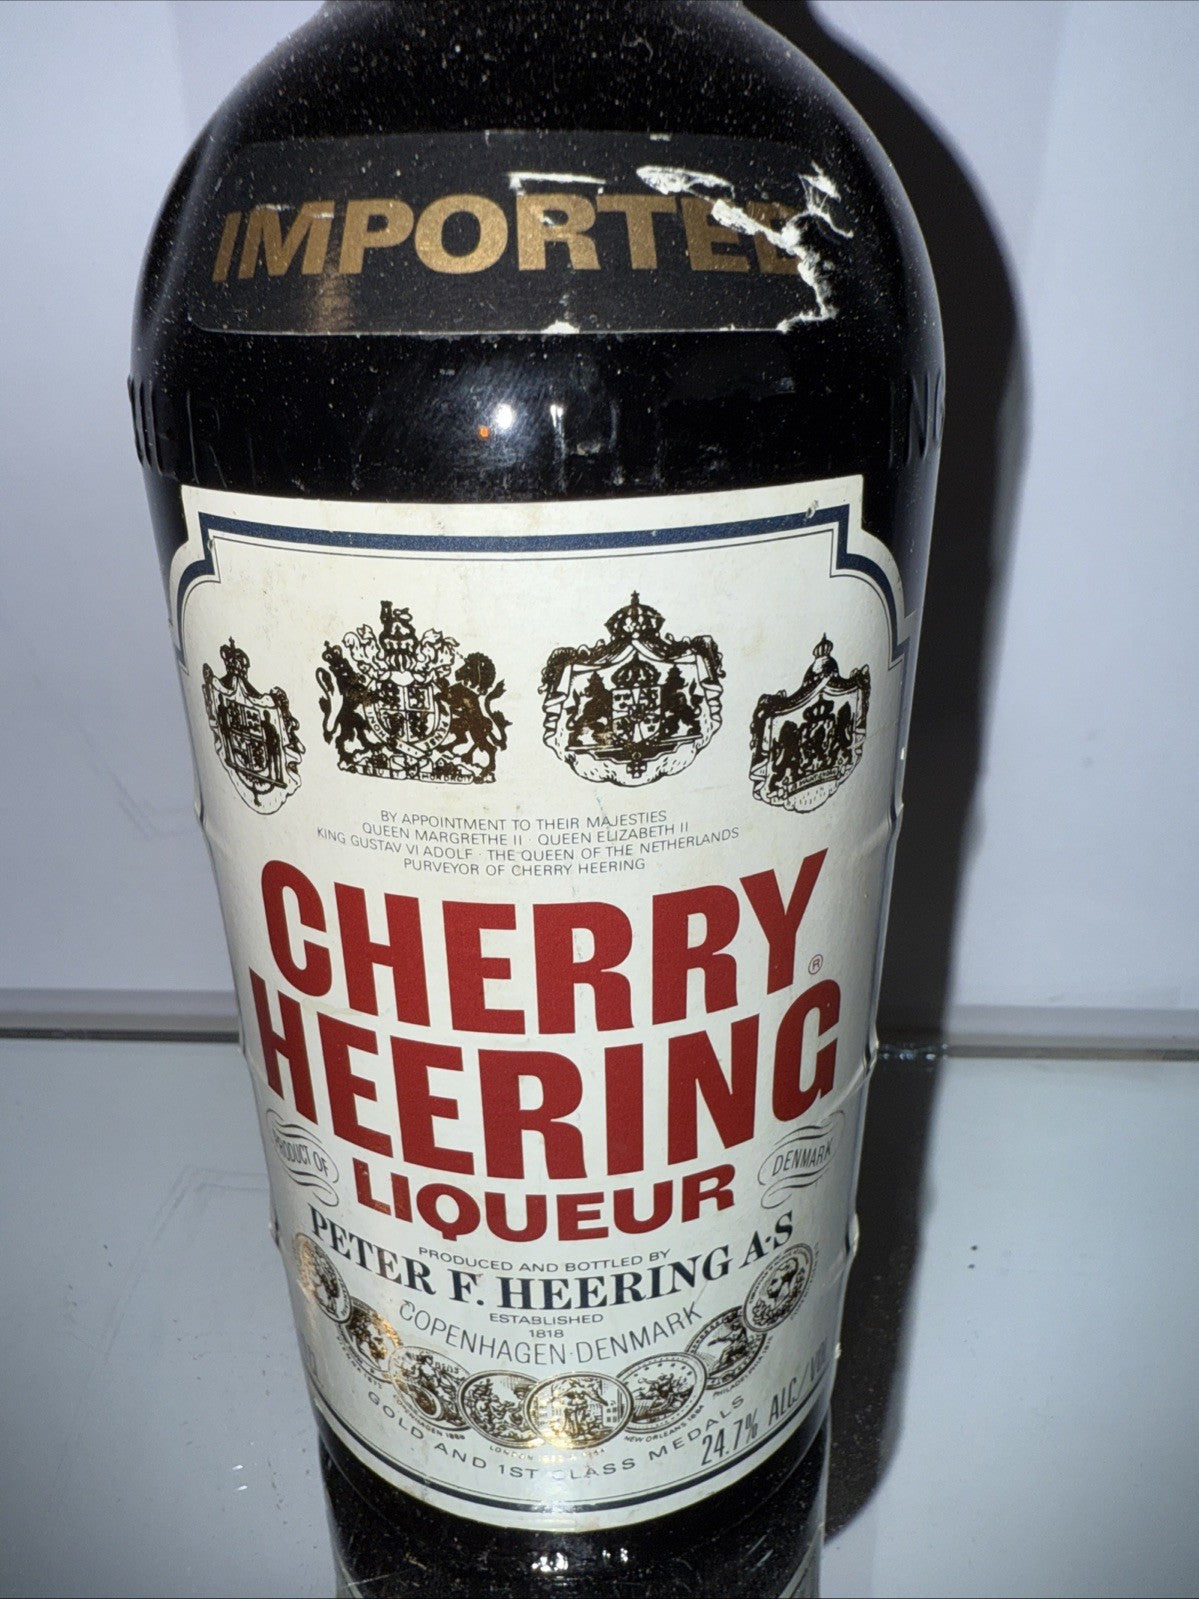 IMPORTED
BY APPOINTMENT TO THEIR MAJESTIES
QUEEN MARGRETHE II · QUEEN ELIZABETH II
KING GUSTAV VI ADOLF · THE QUEEN OF THE NETHERLANDS
PURVEYOR OF CHERRY HEERING
CHERRY
HEERING®
LIQUEUR
PRODUCT OF
DENMARK
PRODUCED AND BOTTLED BY
PETER F. HEERING A·S
ESTABLISHED
1818
COPENHAGEN·DENMARK
GOLD AND 1ST CLASS MEDALS
24.7% ALC/VOL